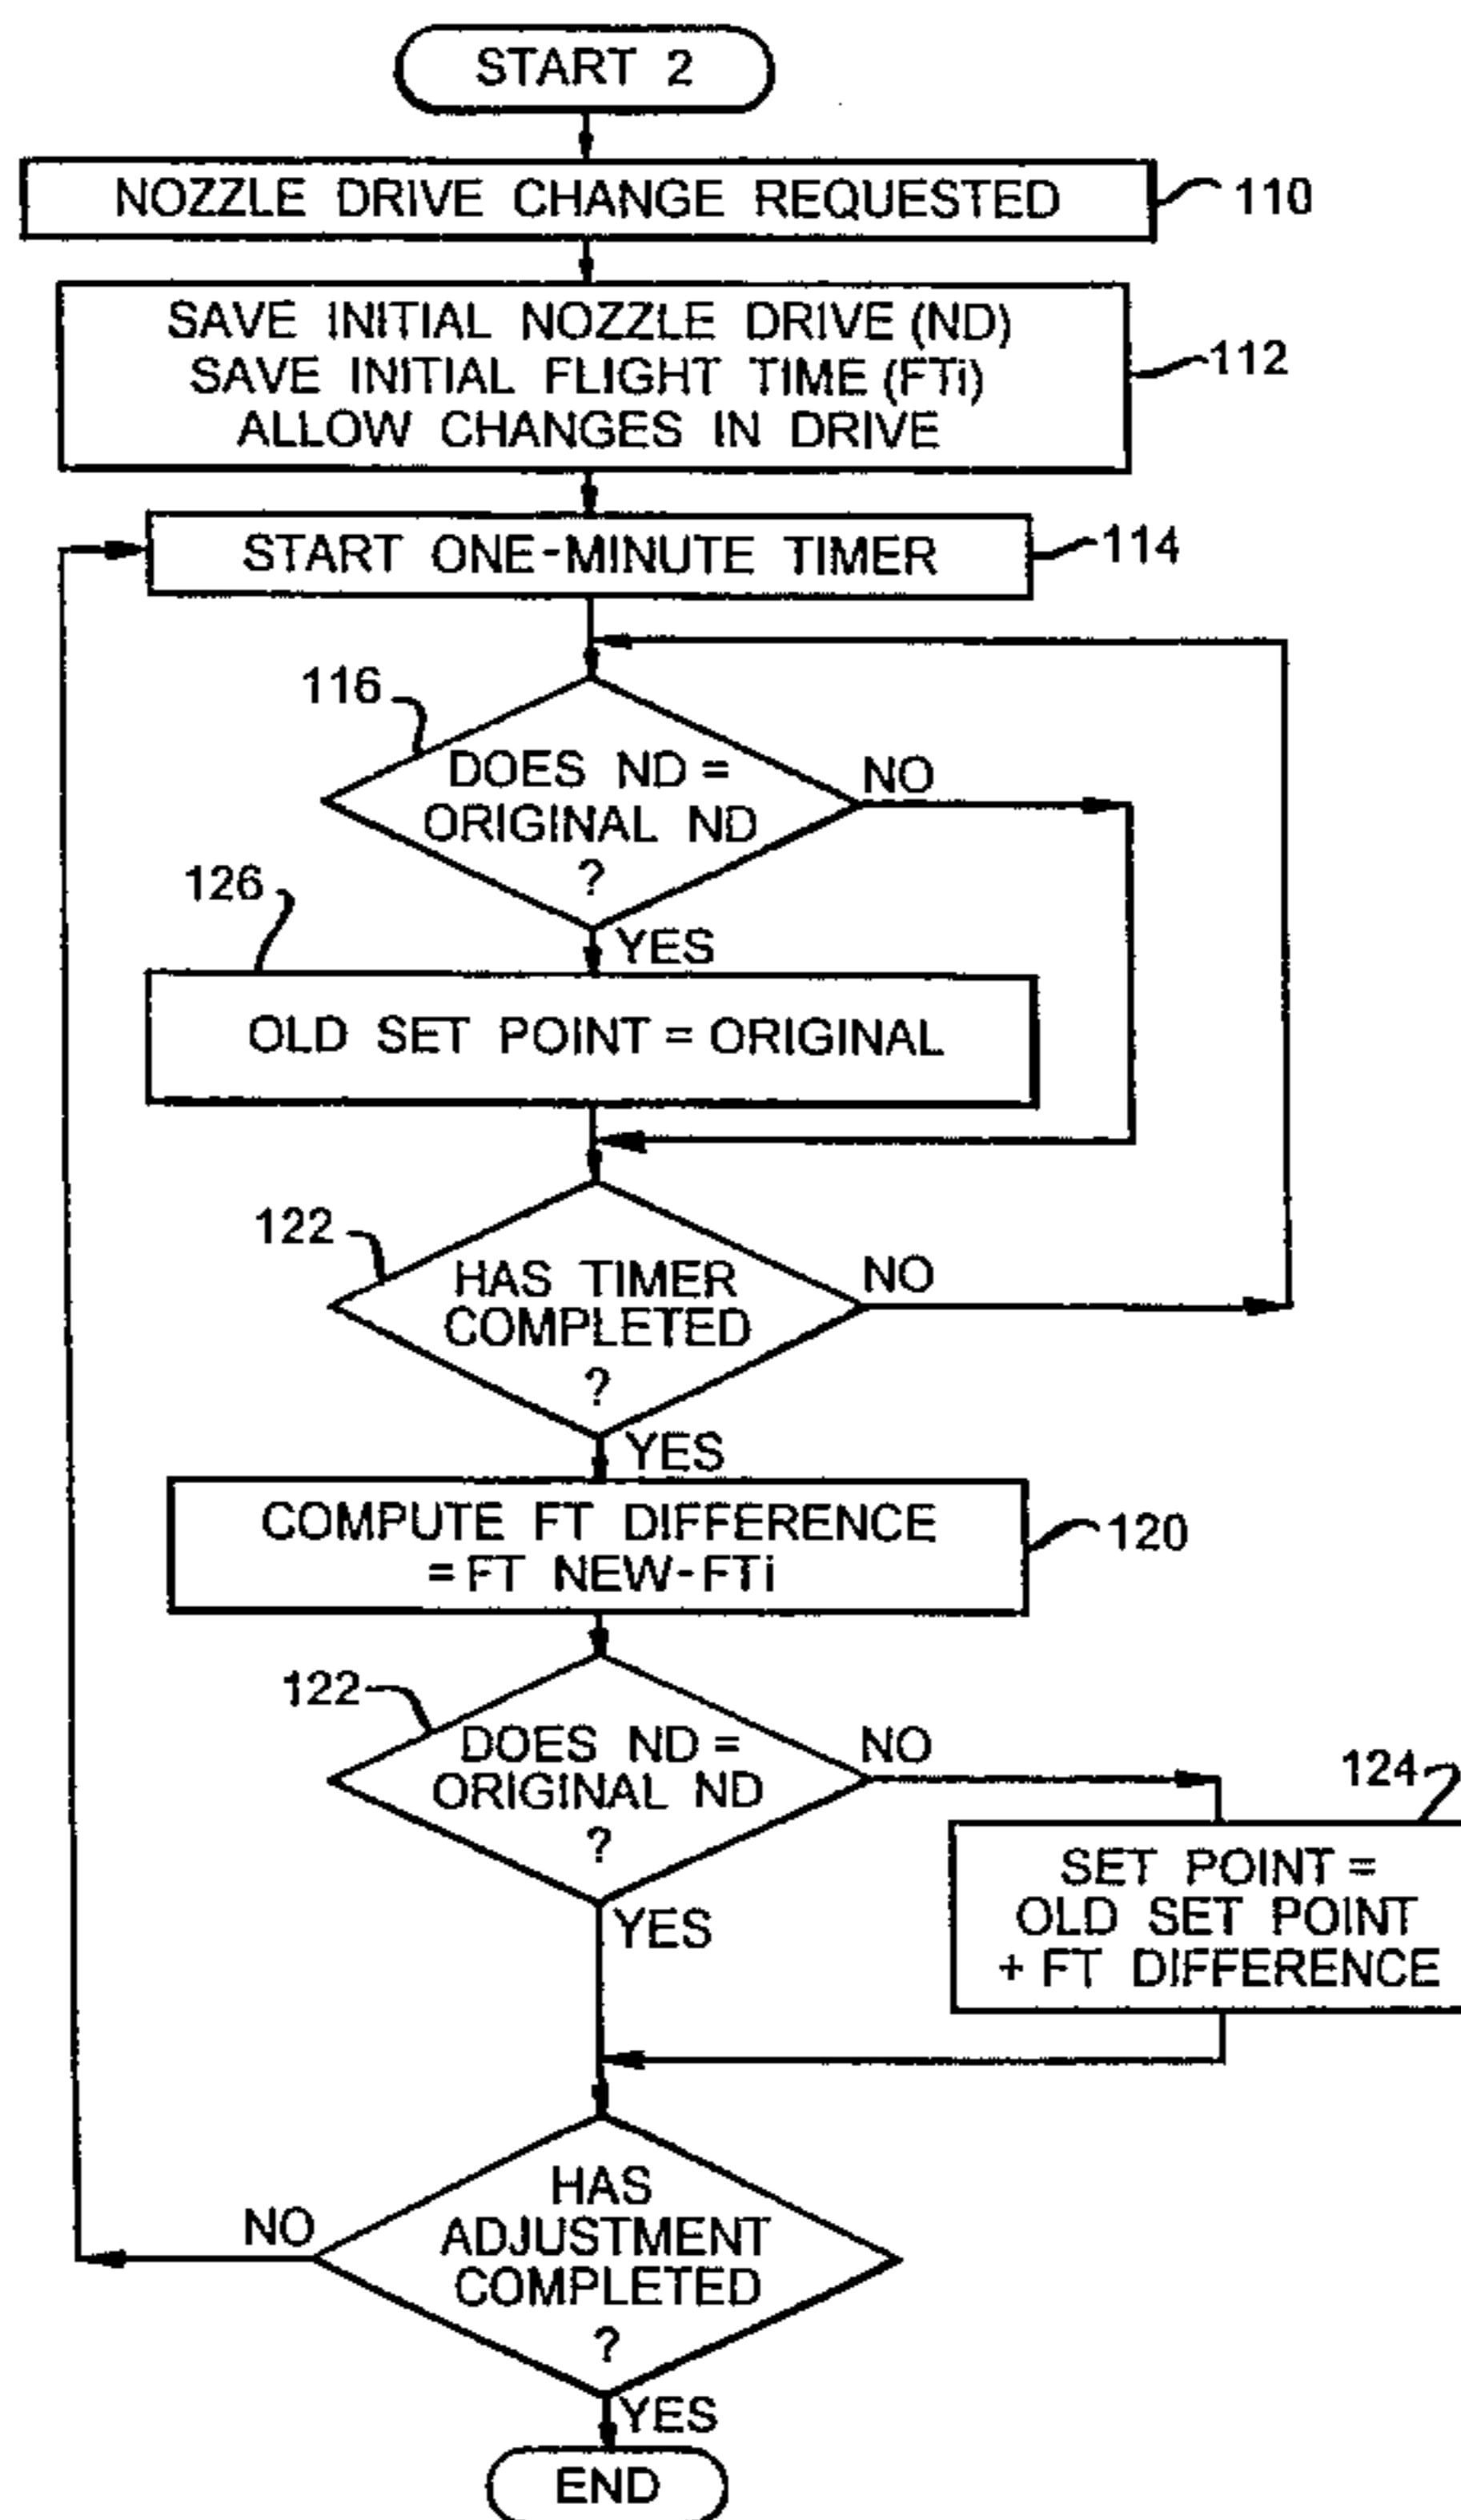 START 2
NOZZLE DRIVE CHANGE REQUESTED
110
SAVE INITIAL NOZZLE DRIVE (ND)
SAVE INITIAL FLIGHT TIME (FTi)
ALLOW CHANGES IN DRIVE
112
START ONE-MINUTE TIMER
114
116
DOES ND =
ORIGINAL ND
?
NO
YES
126
OLD SET POINT = ORIGINAL
122
HAS TIMER
COMPLETED
?
NO
YES
COMPUTE FT DIFFERENCE
= FT NEW-FTi
120
122
DOES ND =
ORIGINAL ND
?
NO
YES
124
SET POINT =
OLD SET POINT
+ FT DIFFERENCE
HAS
ADJUSTMENT
COMPLETED
?
NO
YES
END